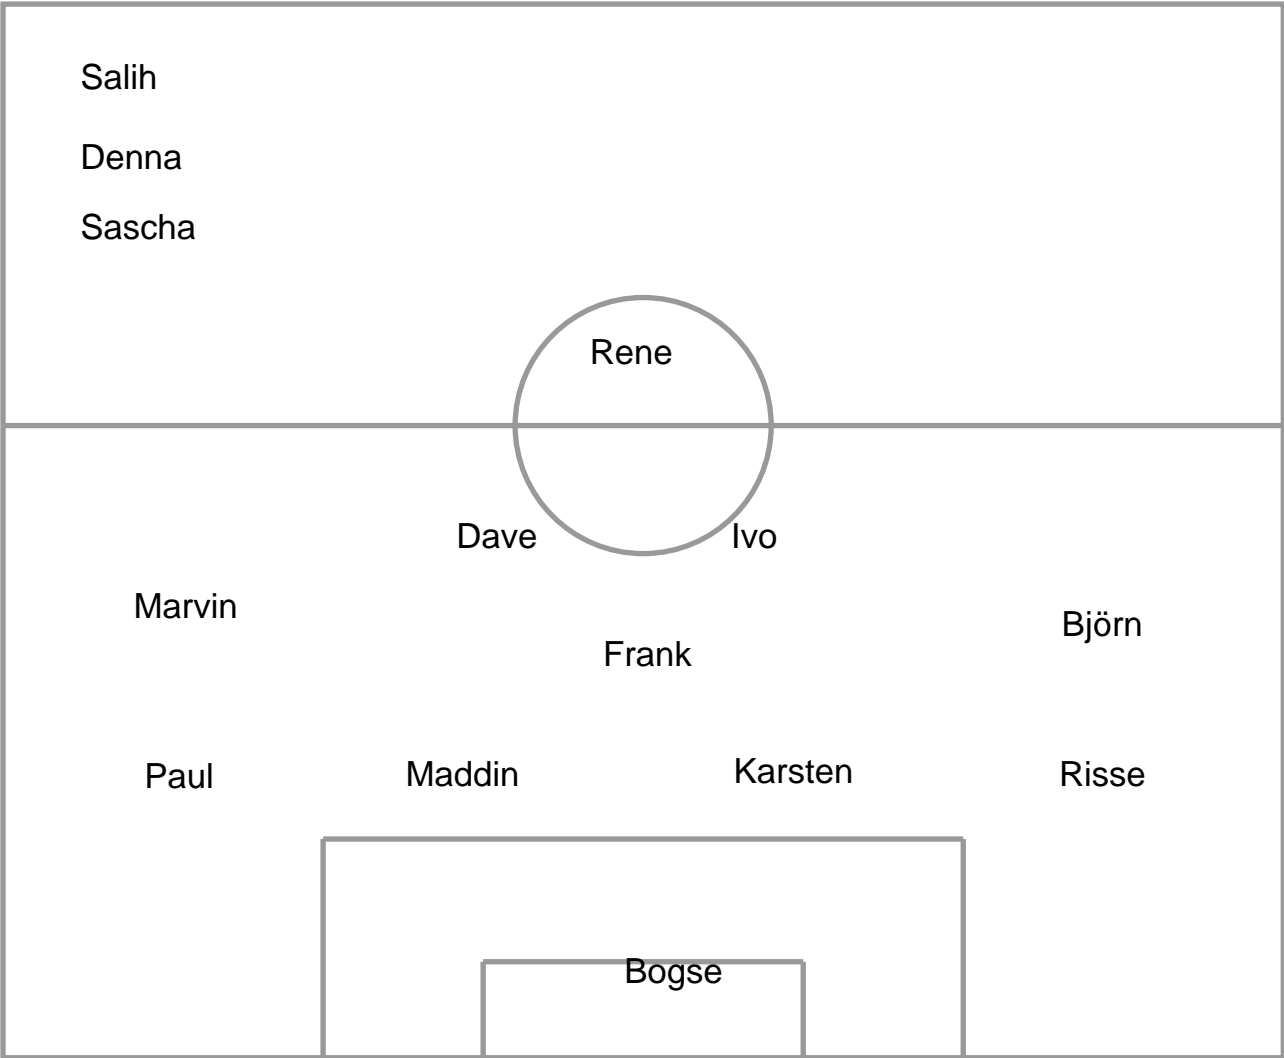 Salih
Denna
Sascha
Rene
Dave Ivo
Marvin
Björn
Frank
Paul Maddin Karsten Risse
Bogse